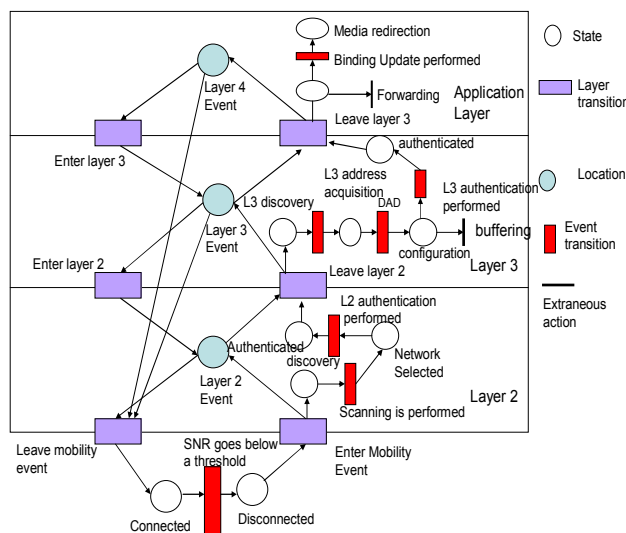 Media redirection
Binding Update performed
Layer 4
Event
Application
Layer
Forwarding
Enter layer 3
Leave layer 3
authenticated
L3 address
acquisition
L3 discovery
DAD
L3 authentication
performed
Layer 3
Event
configuration
buffering
Enter layer 2
Leave layer 2
Layer 3
L2 authentication
performed
Authenticated
discovery
Network
Selected
Layer 2
Event
Scanning is performed
Layer 2
Leave mobility
event
SNR goes below
a threshold
Enter Mobility
Event
Connected
Disconnected
State
Layer
transition
Location
Event
transition
Extraneous
action